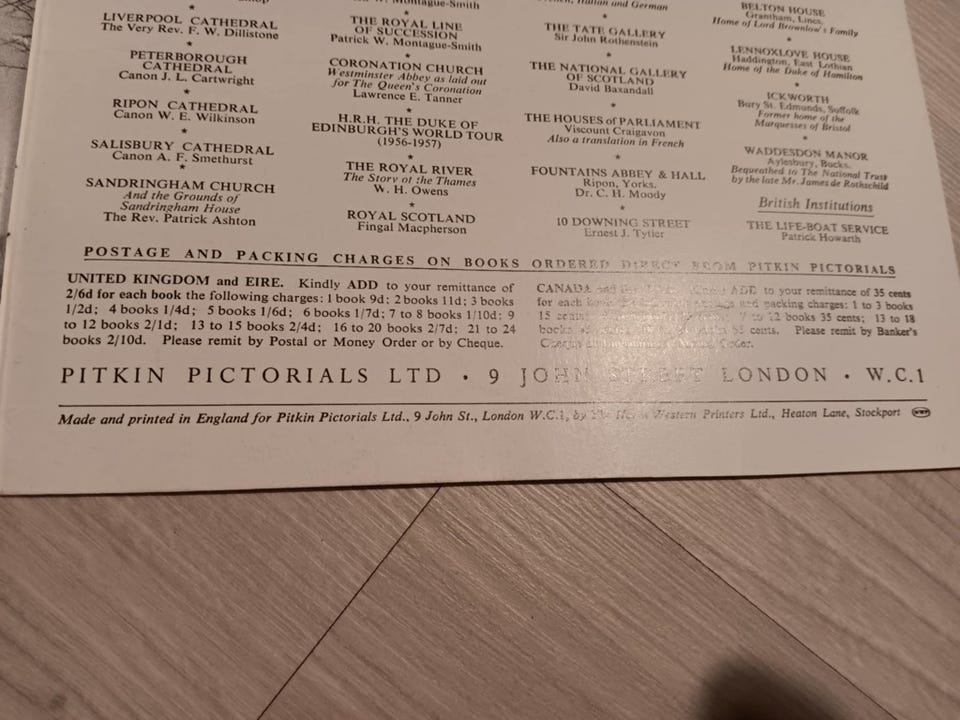 LIVERPOOL CATHEDRAL
The Very Rev. F. W. Dillistone
★
PETERBOROUGH
CATHEDRAL
Canon J. L. Cartwright
★
RIPON CATHEDRAL
Canon W. E. Wilkinson
★
SALISBURY CATHEDRAL
Canon A. F. Smethurst
★
SANDRINGHAM CHURCH
And the Grounds of
Sandringham House
The Rev. Patrick Ashton
W. Montague-Smith
★
THE ROYAL LINE
OF SUCCESSION
Patrick W. Montague-Smith
★
CORONATION CHURCH
Westminster Abbey as laid out
for The Queen's Coronation
Lawrence E. Tanner
★
H.R.H. THE DUKE OF
EDINBURGH'S WORLD TOUR
(1956-1957)
★
THE ROYAL RIVER
The Story of the Thames
W. H. Owens
★
ROYAL SCOTLAND
Fingal Macpherson
Italian and German
★
THE TATE GALLERY
Sir John Rothenstein
★
THE NATIONAL GALLERY
OF SCOTLAND
David Baxandall
★
THE HOUSES of PARLIAMENT
Viscount Craigavon
Also a translation in French
★
FOUNTAINS ABBEY & HALL
Ripon, Yorks.
Dr. C. H. Moody
★
10 DOWNING STREET
Ernest J. Tytler
BELTON HOUSE
Grantham, Lincs.
Home of Lord Brownlow's Family
★
LENNOXLOVE HOUSE
Haddington, East Lothian
Home of the Duke of Hamilton
★
ICKWORTH
Bury St. Edmunds, Suffolk
Former home of the
Marquesses of Bristol
★
WADDESDON MANOR
Aylesbury, Bucks.
Bequeathed to The National Trust
by the late Mr. James de Rothschild
British Institutions
THE LIFE-BOAT SERVICE
Patrick Howarth
POSTAGE AND PACKING CHARGES ON BOOKS ORDERED DIRECT FROM PITKIN PICTORIALS
UNITED KINGDOM and EIRE. Kindly ADD to your remittance of
2/6d for each book the following charges: 1 book 9d; 2 books 11d; 3 books
1/2d; 4 books 1/4d; 5 books 1/6d; 6 books 1/7d; 7 to 8 books 1/10d; 9
to 12 books 2/1d; 13 to 15 books 2/4d; 16 to 20 books 2/7d; 21 to 24
books 2/10d. Please remit by Postal or Money Order or by Cheque.
CANADA ADD to your remittance of 35 cents
for each and packing charges: 1 to 3 books
15 12 books 35 cents; 13 to 18
books cents. Please remit by Banker's
Order.
PITKIN PICTORIALS LTD · 9 JOHN STREET LONDON · W.C.1
Made and printed in England for Pitkin Pictorials Ltd., 9 John St., London W.C.1, by Western Printers Ltd., Heaton Lane, Stockport